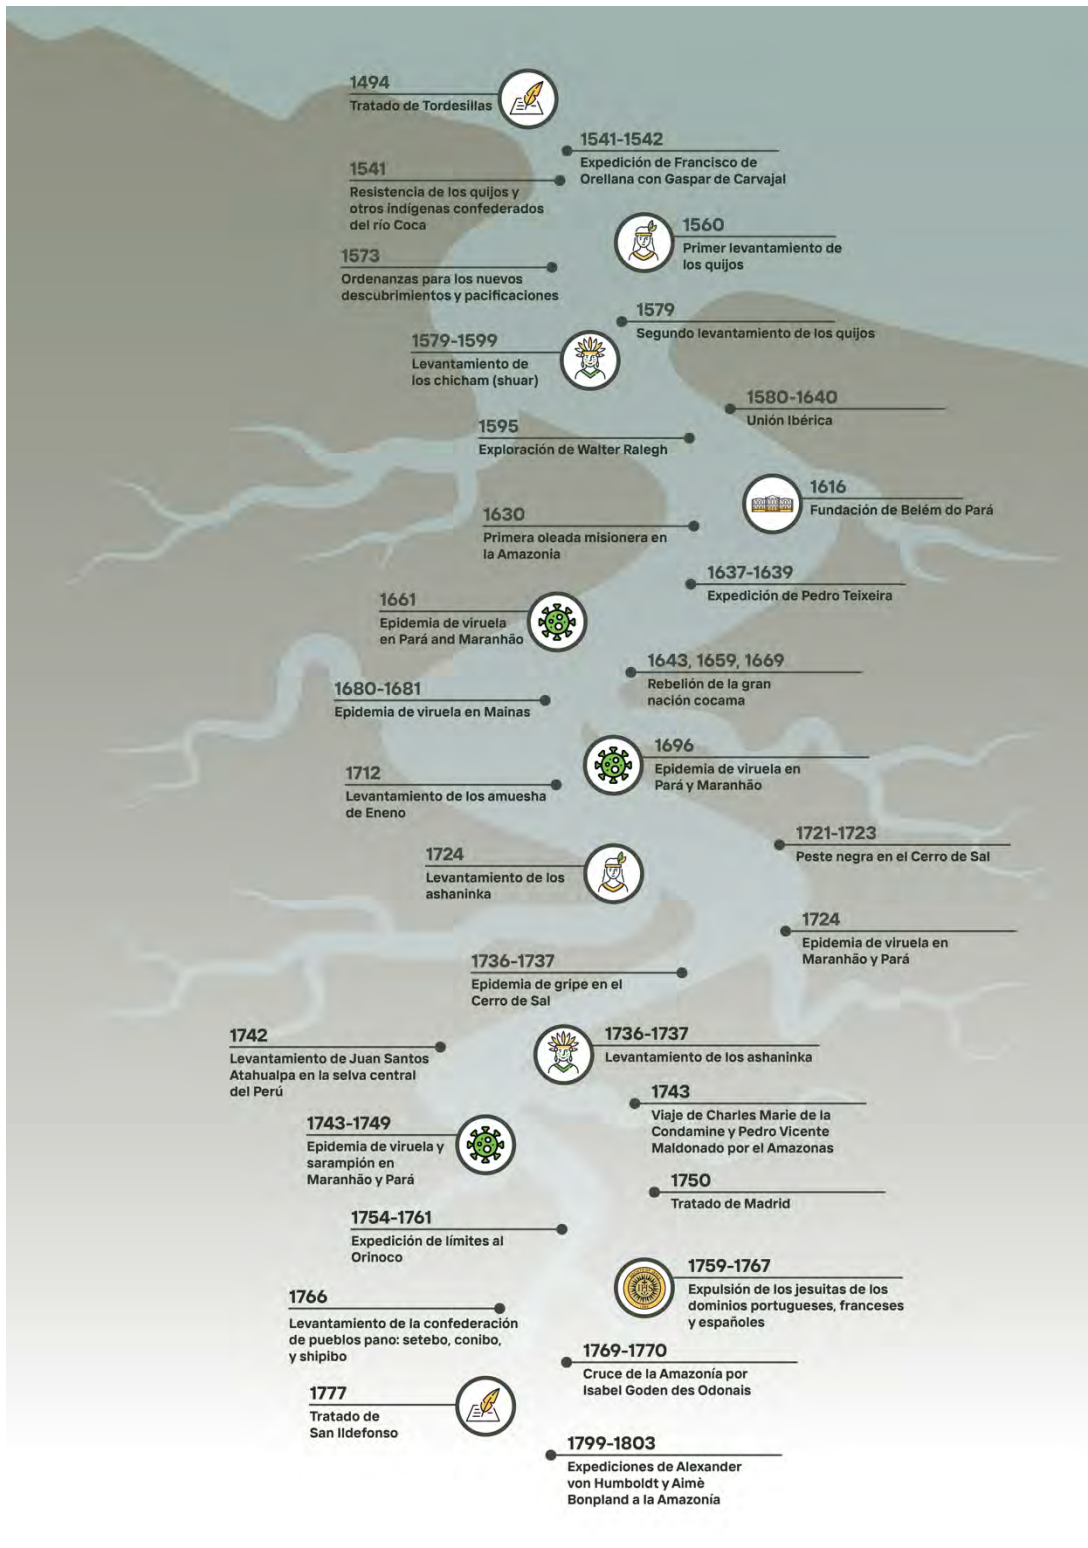 1494
Tratado de Tordesillas
1541-1542
Expedición de Francisco de
Orellana con Gaspar de Carvajal
1541
Resistencia de los quijos y
otros indígenas confederados
del río Coca
1560
Primer levantamiento de
los quijos
1573
Ordenanzas para los nuevos
descubrimientos y pacificaciones
1579
Segundo levantamiento de los quijos
1579-1599
Levantamiento de
los chicham (shuar)
1580-1640
Unión Ibérica
1595
Exploración de Walter Ralegh
1616
Fundación de Belém do Pará
1630
Primera oleada misionera en
la Amazonia
1637-1639
Expedición de Pedro Teixeira
1661
Epidemia de viruela
en Pará and Maranhão
1643, 1659, 1669
Rebelión de la gran
nación cocama
1680-1681
Epidemia de viruela en Mainas
1696
Epidemia de viruela en
Pará y Maranhão
1712
Levantamiento de los amuesha
de Eneno
1721-1723
Peste negra en el Cerro de Sal
1724
Levantamiento de los
ashaninka
1724
Epidemia de viruela en
Maranhão y Pará
1736-1737
Epidemia de gripe en el
Cerro de Sal
1736-1737
Levantamiento de los ashaninka
1742
Levantamiento de Juan Santos
Atahualpa en la selva central
del Perú
1743
Viaje de Charles Marie de la
Condamine y Pedro Vicente
Maldonado por el Amazonas
1743-1749
Epidemia de viruela y
sarampión en
Maranhão y Pará
1750
Tratado de Madrid
1754-1761
Expedición de límites al
Orinoco
1759-1767
Expulsión de los jesuitas de los
dominios portugueses, franceses
y españoles
IHS
1766
Levantamiento de la confederación
de pueblos pano: setebo, conibo,
y shipibo
1769-1770
Cruce de la Amazonía por
Isabel Goden des Odonais
1777
Tratado de
San Ildefonso
1799-1803
Expediciones de Alexander
von Humboldt y Aimè
Bonpland a la Amazonía